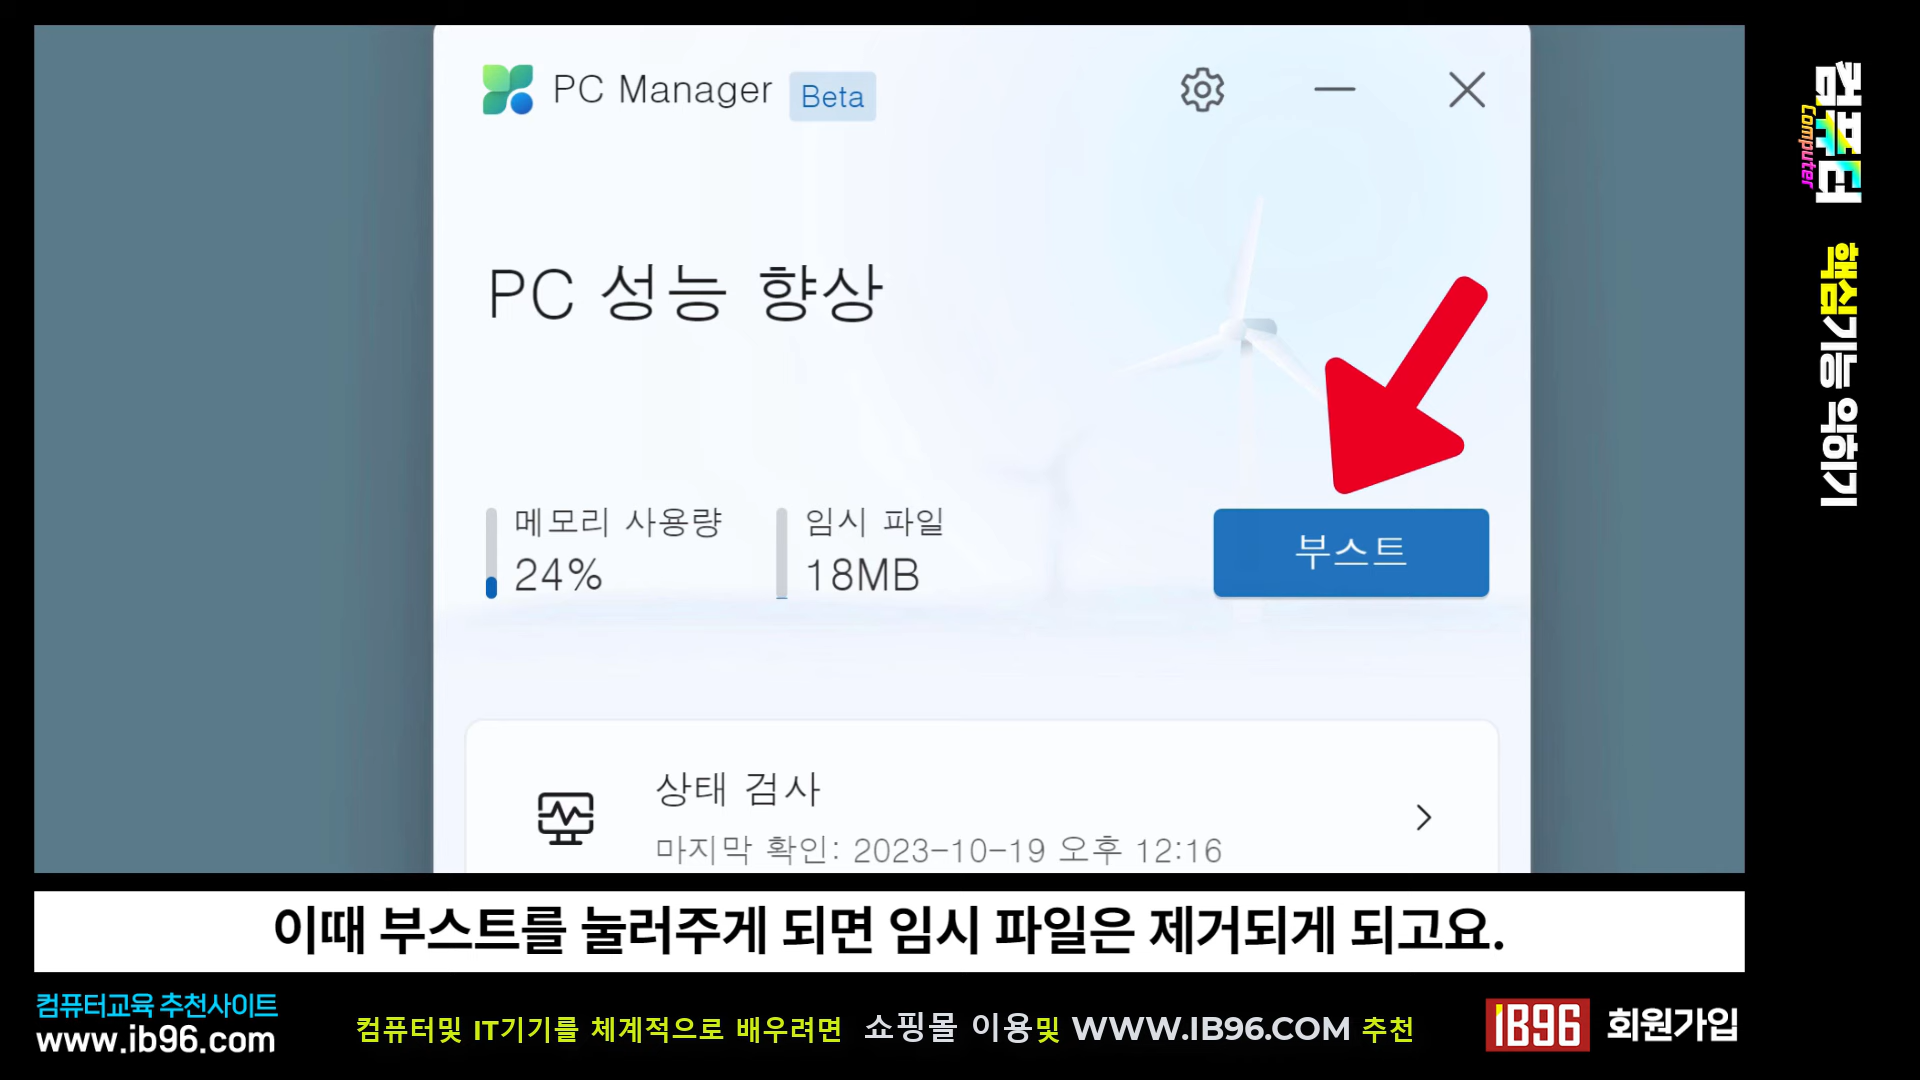 PC Manager Beta
PC 성능 향상
메모리 사용량
24%
임시 파일
18MB
부스트
상태 검사
마지막 확인: 2023-10-19 오후 12:16
이때 부스트를 눌러주게 되면 임시 파일은 제거되게 되고요.
컴퓨터교육 추천사이트
www.ib96.com
컴퓨터및 IT기기를 체계적으로 배우려면 쇼핑몰 이용및 WWW.IB96.COM 추천
IB96 회원가입
컴퓨터 핵심기능 익히기
Computer